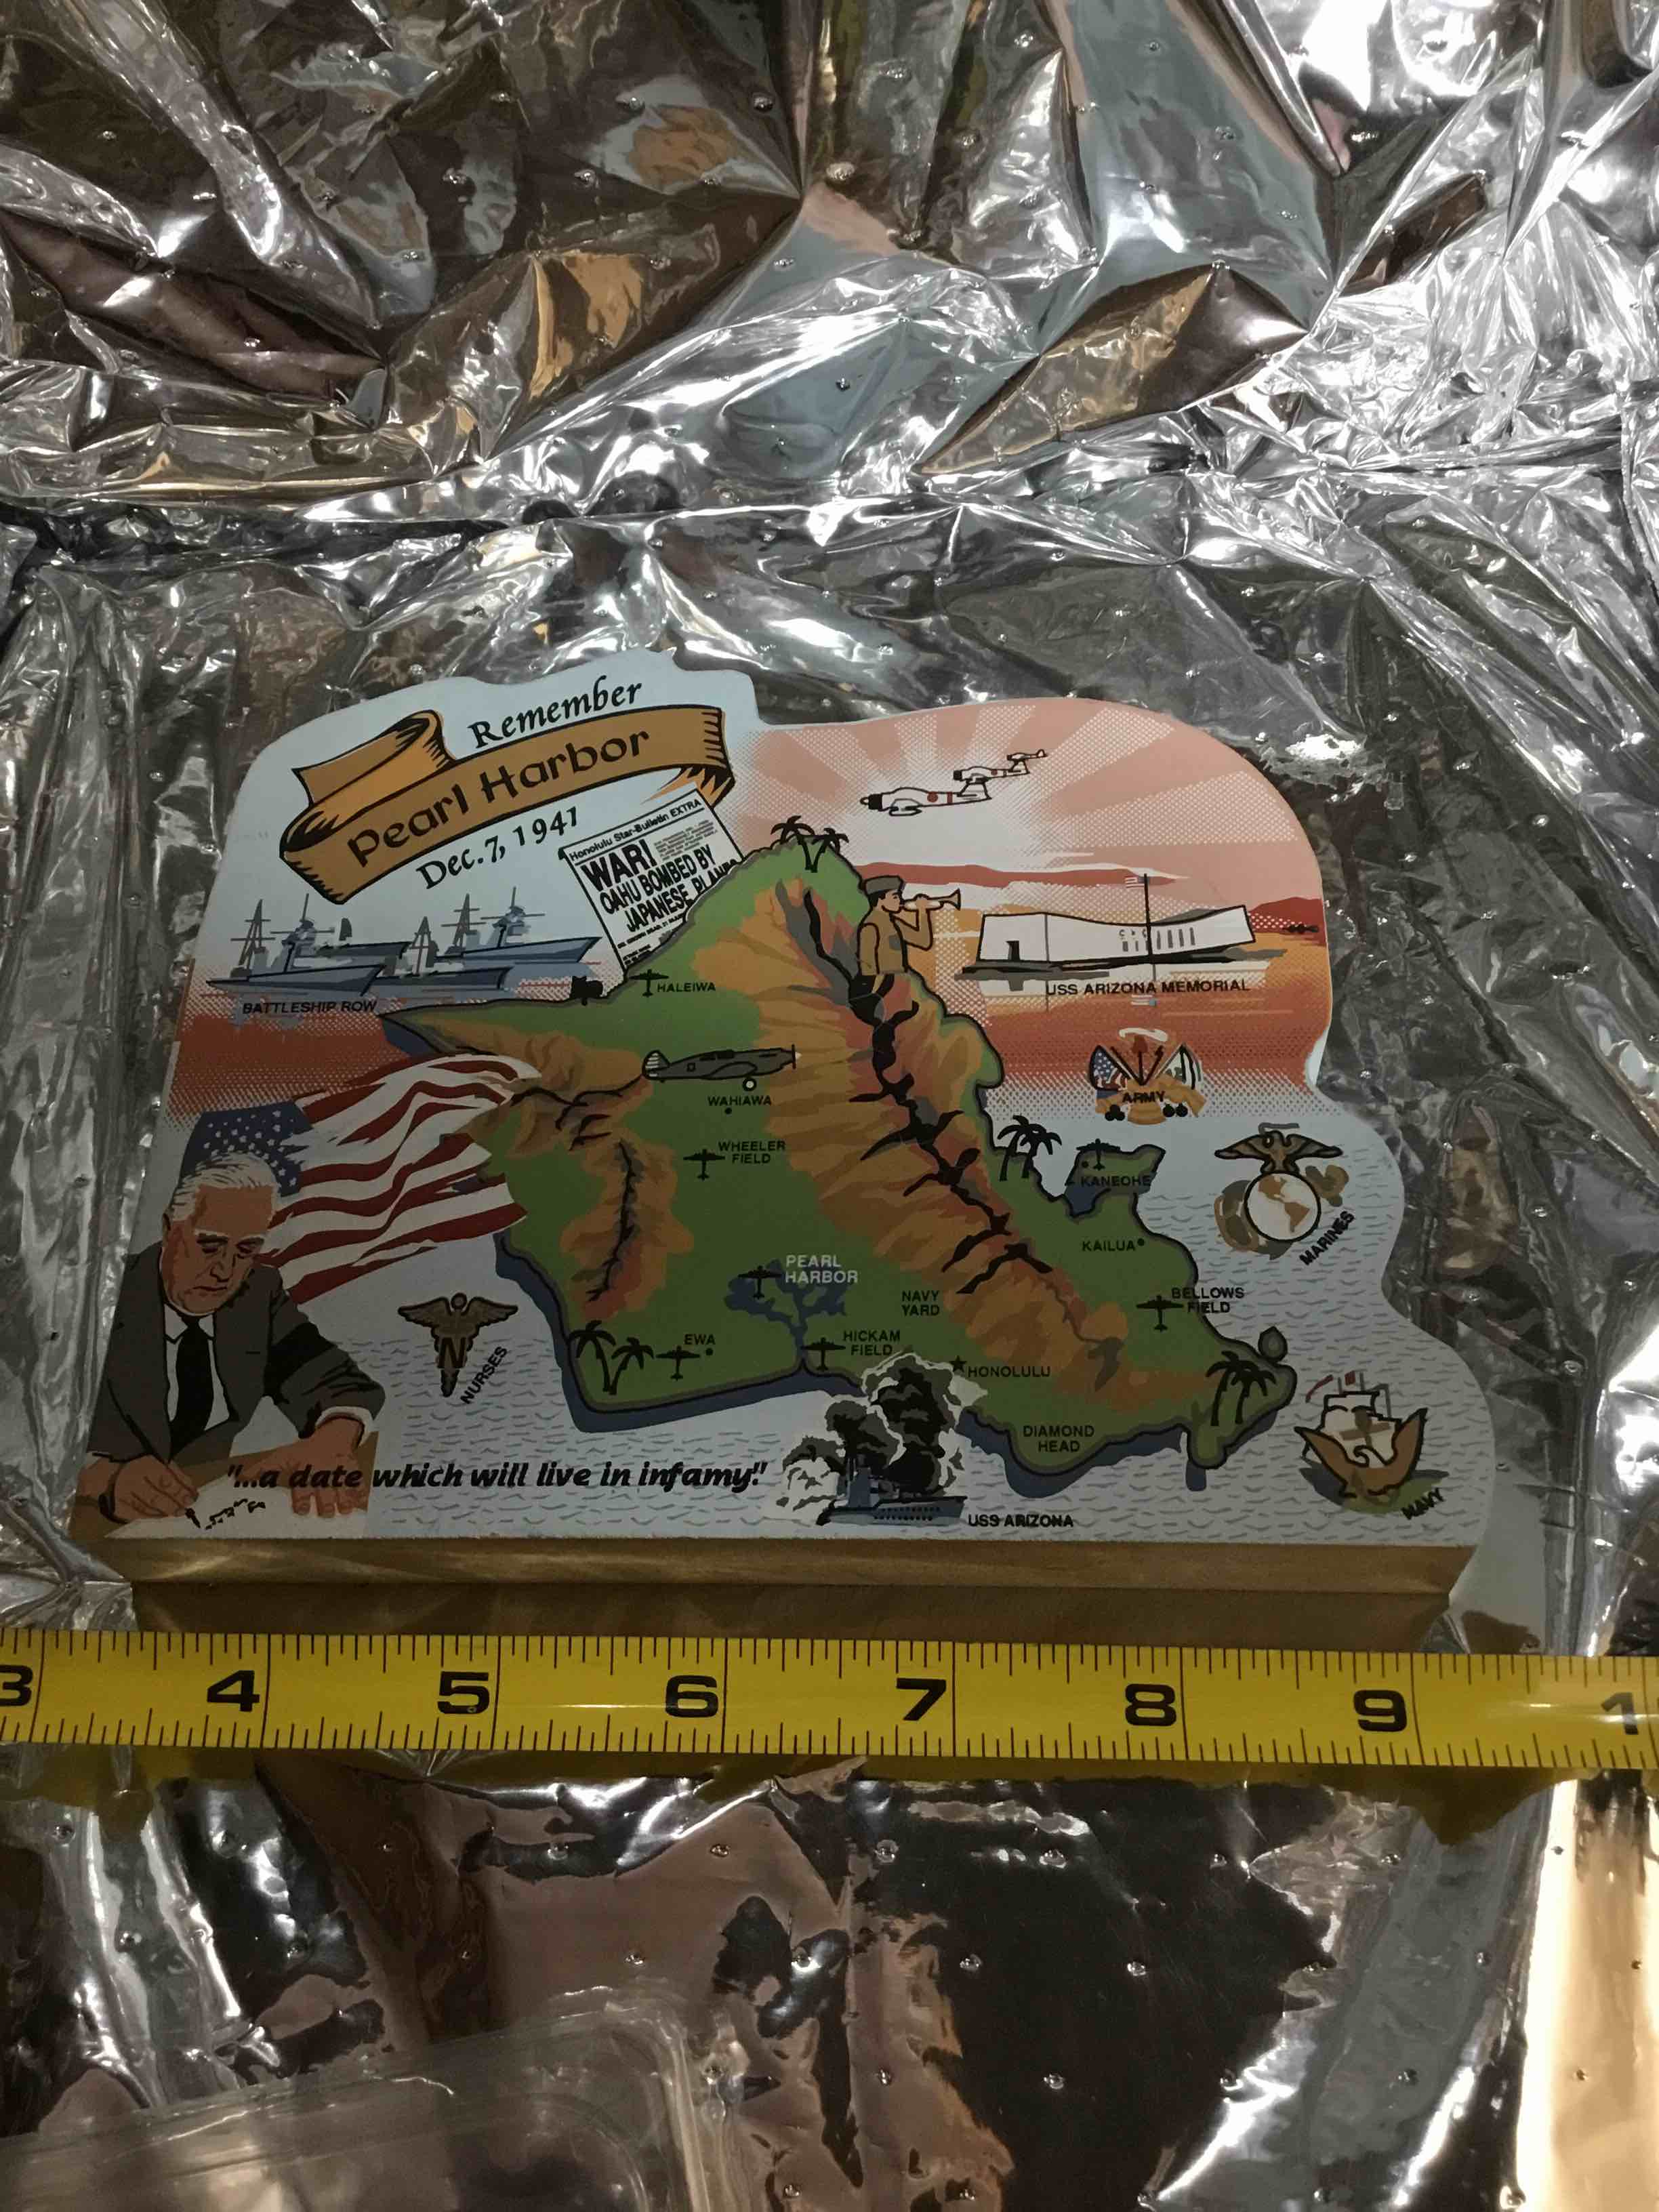 Remember
Pearl Harbor
Dec. 7, 1941
Honolulu Star-Bulletin EXTRA
WAR!
OAHU BOMBED BY
JAPANESE PLANES
BATTLESHIP ROW
HALEIWA
USS ARIZONA MEMORIAL
ARMY
WAHIAWA
WHEELER
FIELD
KANEOHE
MARINES
KAILUA
PEARL
HARBOR
NAVY
YARD
BELLOWS
FIELD
EWA
HICKAM
FIELD
NURSES
HONOLULU
DIAMOND
HEAD
"...a date which will live in infamy."
USS ARIZONA
NAVY
3 4 5 6 7 8 9 1